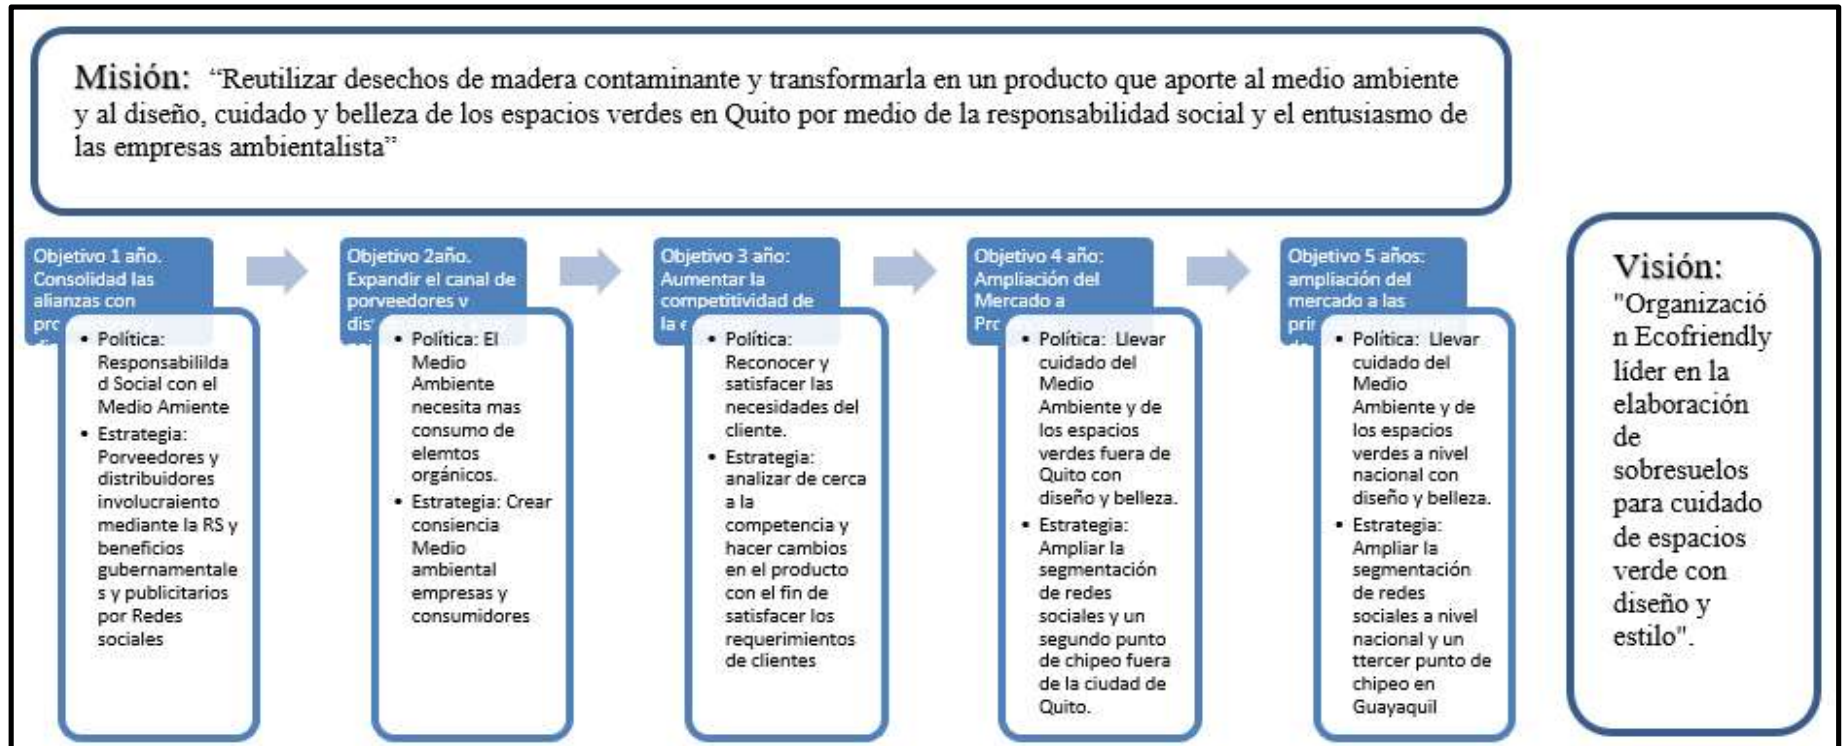 Misión: “Reutilizar desechos de madera contaminante y transformarla en un producto que aporte al medio ambiente
y al diseño, cuidado y belleza de los espacios verdes en Quito por medio de la responsabilidad social y el entusiasmo de
las empresas ambientalista”
Objetivo 1 año.
Consolidad las
alianzas con
• Política:
Responsabililda
d Social con el
Medio Amiente
• Estrategia:
Porveedores y
distribuidores
involucraiento
mediante la RS y
beneficios
gubernamentale
s y publicitarios
por Redes
sociales
Objetivo 2año.
Expandir el canal de
porveedores y
• Política: El
Medio
Ambiente
necesita mas
consumo de
elemtos
orgánicos.
• Estrategia: Crear
consiencia
Medio
ambiental
empresas y
consumidores
Objetivo 3 año:
Aumentar la
competitividad de
la
• Política:
Reconocer y
satisfacer las
necesidades del
cliente.
• Estrategia:
analizar de cerca
a la
competencia y
hacer cambios
en el producto
con el fin de
satisfacer los
requerimientos
de clientes
Objetivo 4 año:
Ampliación del
Mercado a
• Política: Llevar
cuidado del
Medio
Ambiente y de
los espacios
verdes fuera de
Quito con
diseño y belleza.
• Estrategia:
Ampliar la
segmentación
de redes
sociales y un
segundo punto
de chipeo fuera
de la ciudad de
Quito.
Objetivo 5 años:
ampliación del
mercado a las
• Política: Llevar
cuidado del
Medio
Ambiente y de
los espacios
verdes a nivel
nacional con
diseño y belleza.
• Estrategia:
Ampliar la
segmentación
de redes
sociales a nivel
nacional y un
ttercer punto de
chipeo en
Guayaquil
Visión:
"Organizació
n Ecofriendly
líder en la
elaboración
de
sobresuelos
para cuidado
de espacios
verde con
diseño y
estilo".